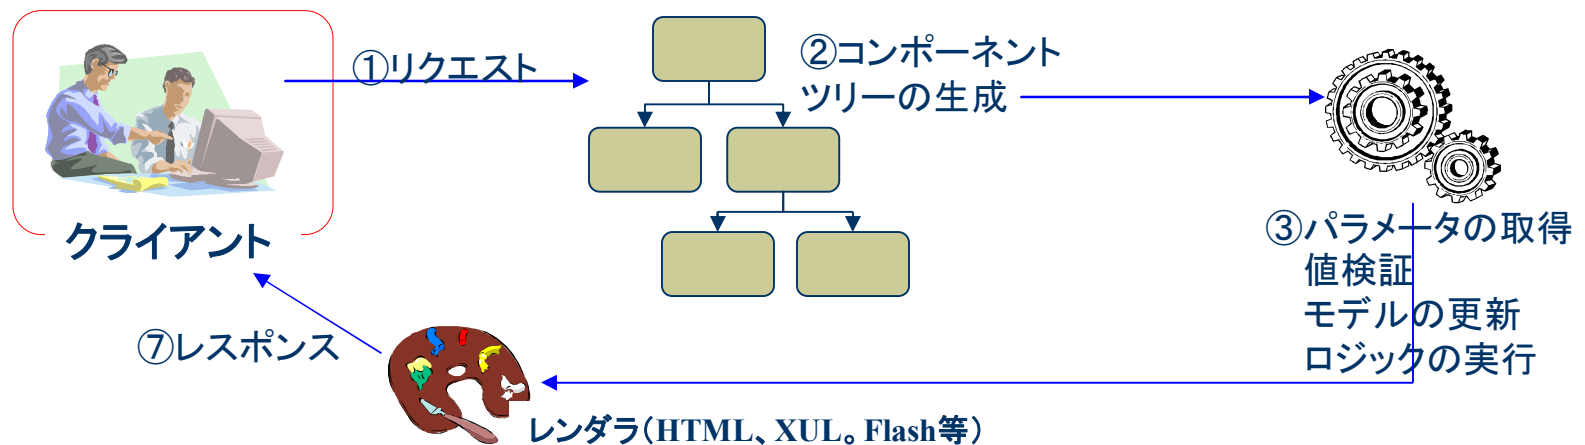 ①リクエスト
②コンポーネント
ツリーの生成
クライアント
③パラメータの取得
値検証
モデルの更新
ロジックの実行
⑦レスポンス
レンダラ（HTML、XUL。Flash等）